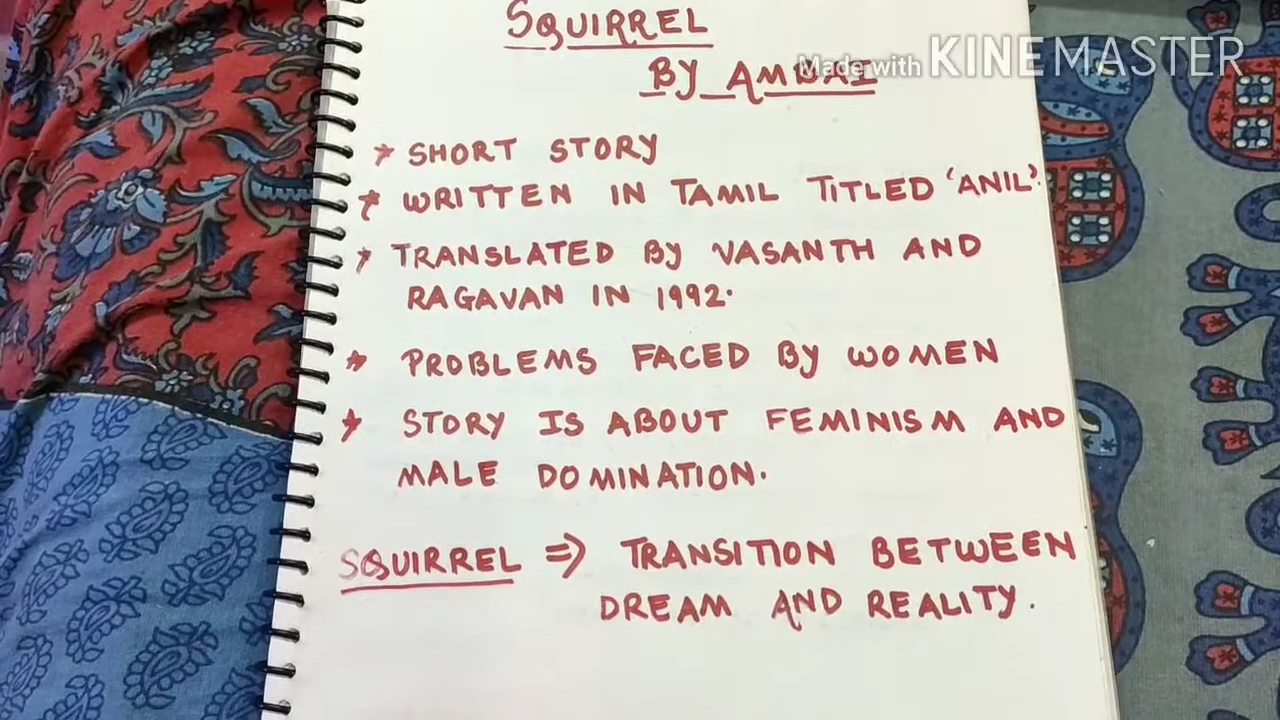 SQUIRREL
BY AMBAI
Made with KINEMASTER
* SHORT STORY
* WRITTEN IN TAMIL TITLED 'ANIL'.
* TRANSLATED BY VASANTH AND
RAGAVAN IN 1992.
* PROBLEMS FACED BY WOMEN
* STORY IS ABOUT FEMINISM AND
MALE DOMINATION.
SQUIRREL => TRANSITION BETWEEN
DREAM AND REALITY.